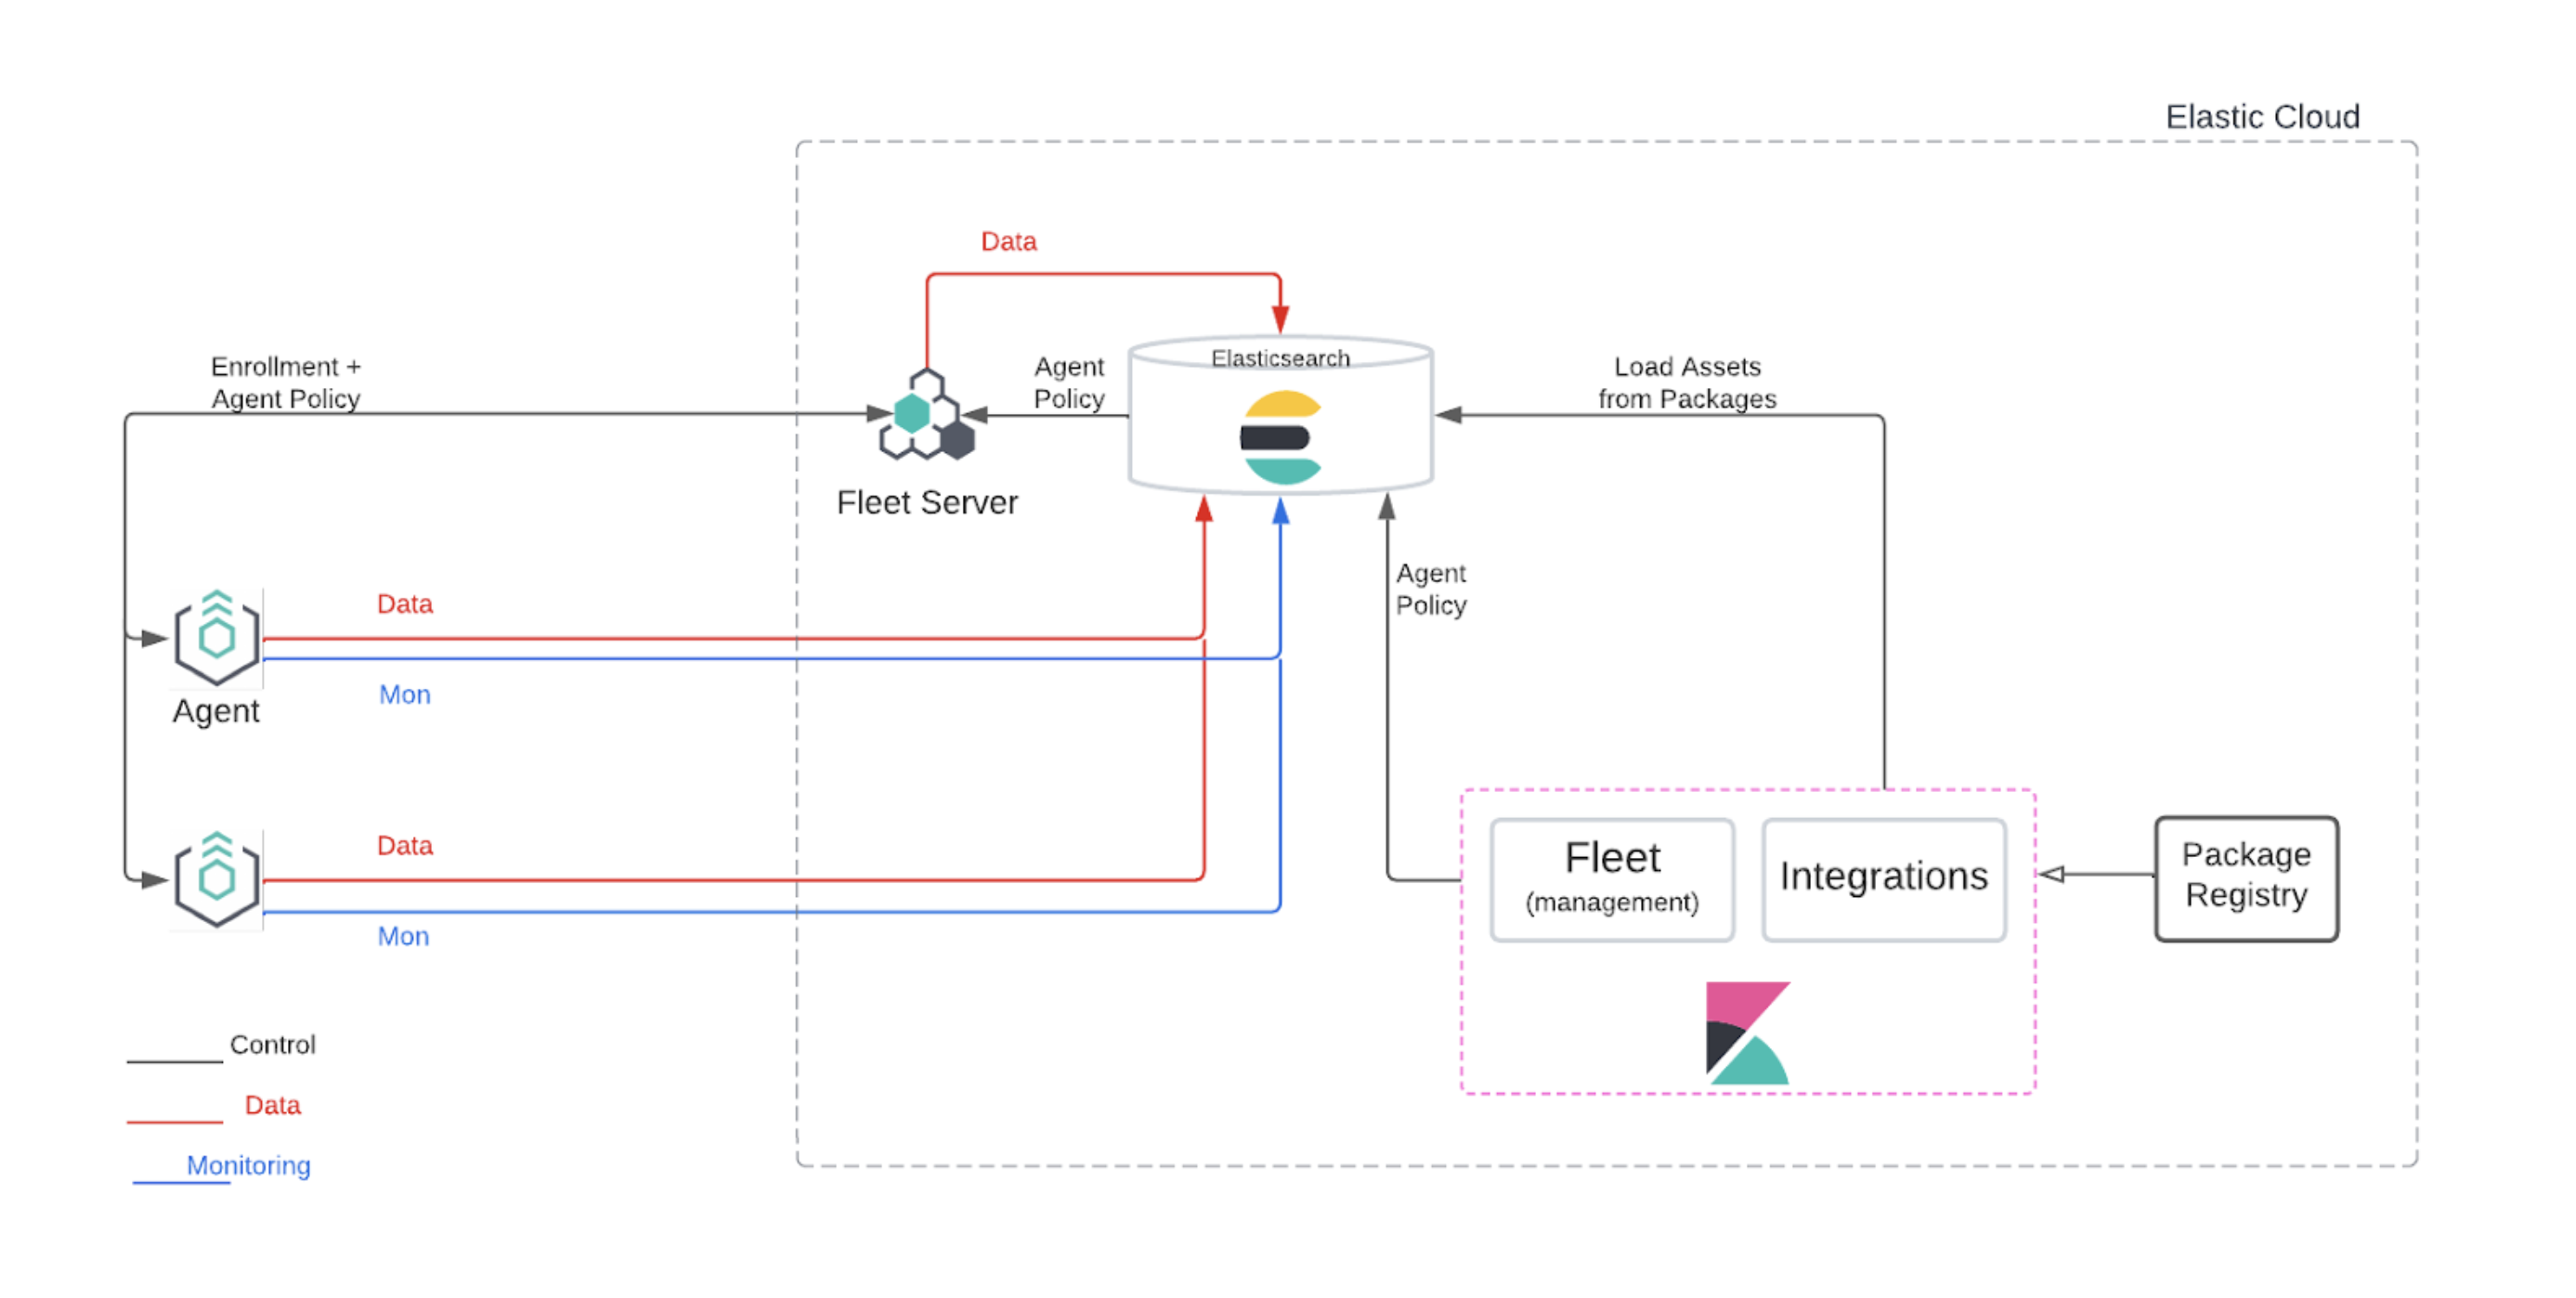 Elastic Cloud
Data
Enrollment +
Agent Policy
Agent
Policy
Elasticsearch
Load Assets
from Packages
Fleet Server
Agent
Policy
Data
Mon
Agent
Data
Mon
Fleet
(management)
Integrations
Package
Registry
Control
Data
Monitoring